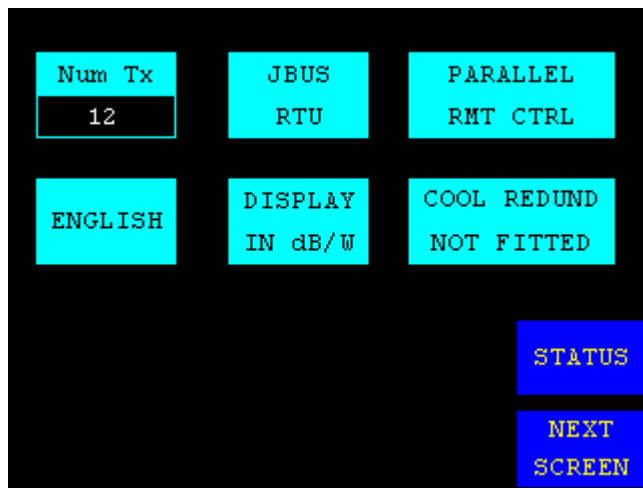 Num Tx
12
JBUS
RTU
PARALLEL
RMT CTRL
ENGLISH
DISPLAY
IN dB/W
COOL REDUND
NOT FITTED
STATUS
NEXT
SCREEN